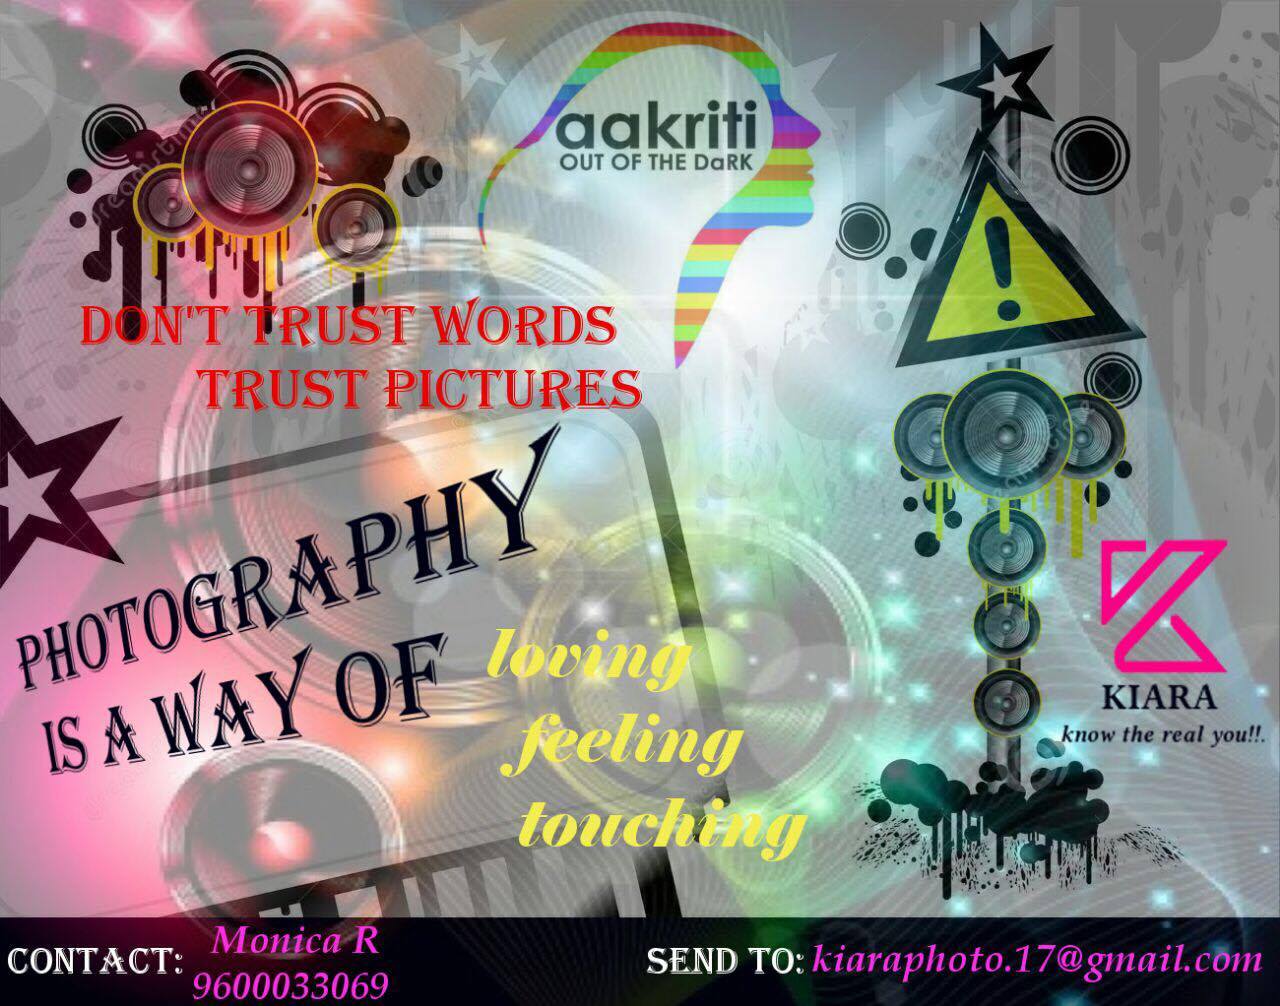 aakriti
OUT OF THE DaRK
DON'T TRUST WORDS
TRUST PICTURES
PHOTOGRAPHY
IS A WAY OF
loving
feeling
touching
KIARA
know the real you!!.
CONTACT: Monica R
9600033069
SEND TO: kiaraphoto.17@gmail.com